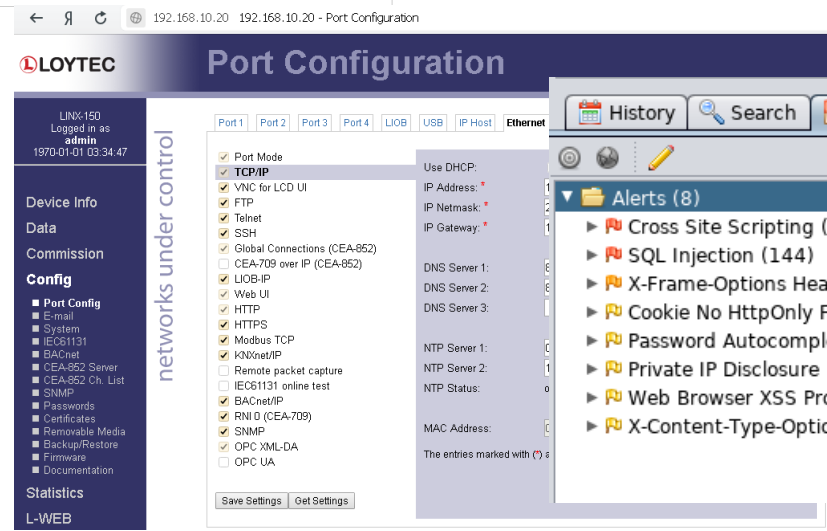 192.168.10.20 192.168.10.20 - Port Configuration
LOYTEC
Port Configuration
LINX-150
Logged in as
admin
1970-01-01 03:34:47
Device Info
Data
Commission
Config
Port Config
E-mail
System
IEC61131
BACnet
CEA-852 Server
CEA-852 Ch. List
SNMP
Passwords
Certificates
Removable Media
Backup/Restore
Firmware
Documentation
Statistics
L-WEB
networks under control
Port 1 Port 2 Port 3 Port 4 LIOB USB IP Host Ethernet
Port Mode
TCP/IP
VNC for LCD UI
FTP
Telnet
SSH
Global Connections (CEA-852)
CEA-709 over IP (CEA-852)
LIOB-IP
Web UI
HTTP
HTTPS
Modbus TCP
KNXnet/IP
Remote packet capture
IEC61131 online test
BACnet/IP
RNI 0 (CEA-709)
SNMP
OPC XML-DA
OPC UA
Save Settings Get Settings
Use DHCP:
IP Address: *
IP Netmask: *
IP Gateway: *
DNS Server 1:
DNS Server 2:
DNS Server 3:
NTP Server 1:
NTP Server 2:
NTP Status:
MAC Address:
The entries marked with (*) a
History Search
Alerts (8)
Cross Site Scripting (
SQL Injection (144)
X-Frame-Options Hea
Cookie No HttpOnly F
Password Autocompl
Private IP Disclosure
Web Browser XSS Pro
X-Content-Type-Optio